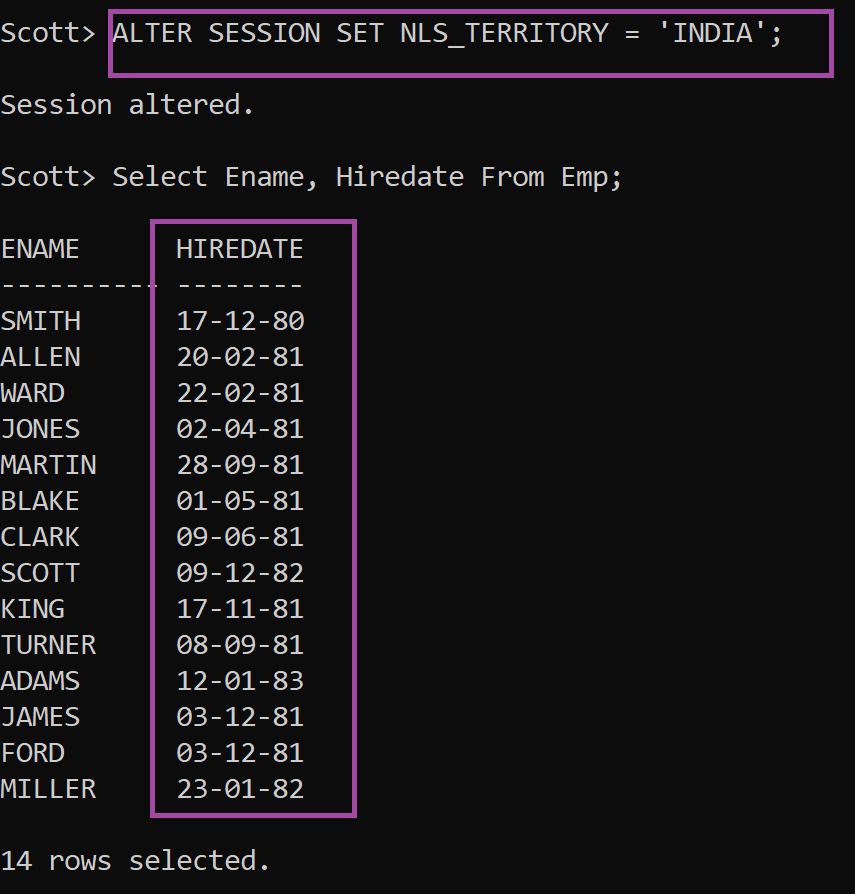 Scott> ALTER SESSION SET NLS_TERRITORY = 'INDIA';
Session altered.
Scott> Select Ename, Hiredate From Emp;
ENAME      HIREDATE
---------- --------
SMITH      17-12-80
ALLEN      20-02-81
WARD       22-02-81
JONES      02-04-81
MARTIN     28-09-81
BLAKE      01-05-81
CLARK      09-06-81
SCOTT      09-12-82
KING       17-11-81
TURNER     08-09-81
ADAMS      12-01-83
JAMES      03-12-81
FORD       03-12-81
MILLER     23-01-82
14 rows selected.